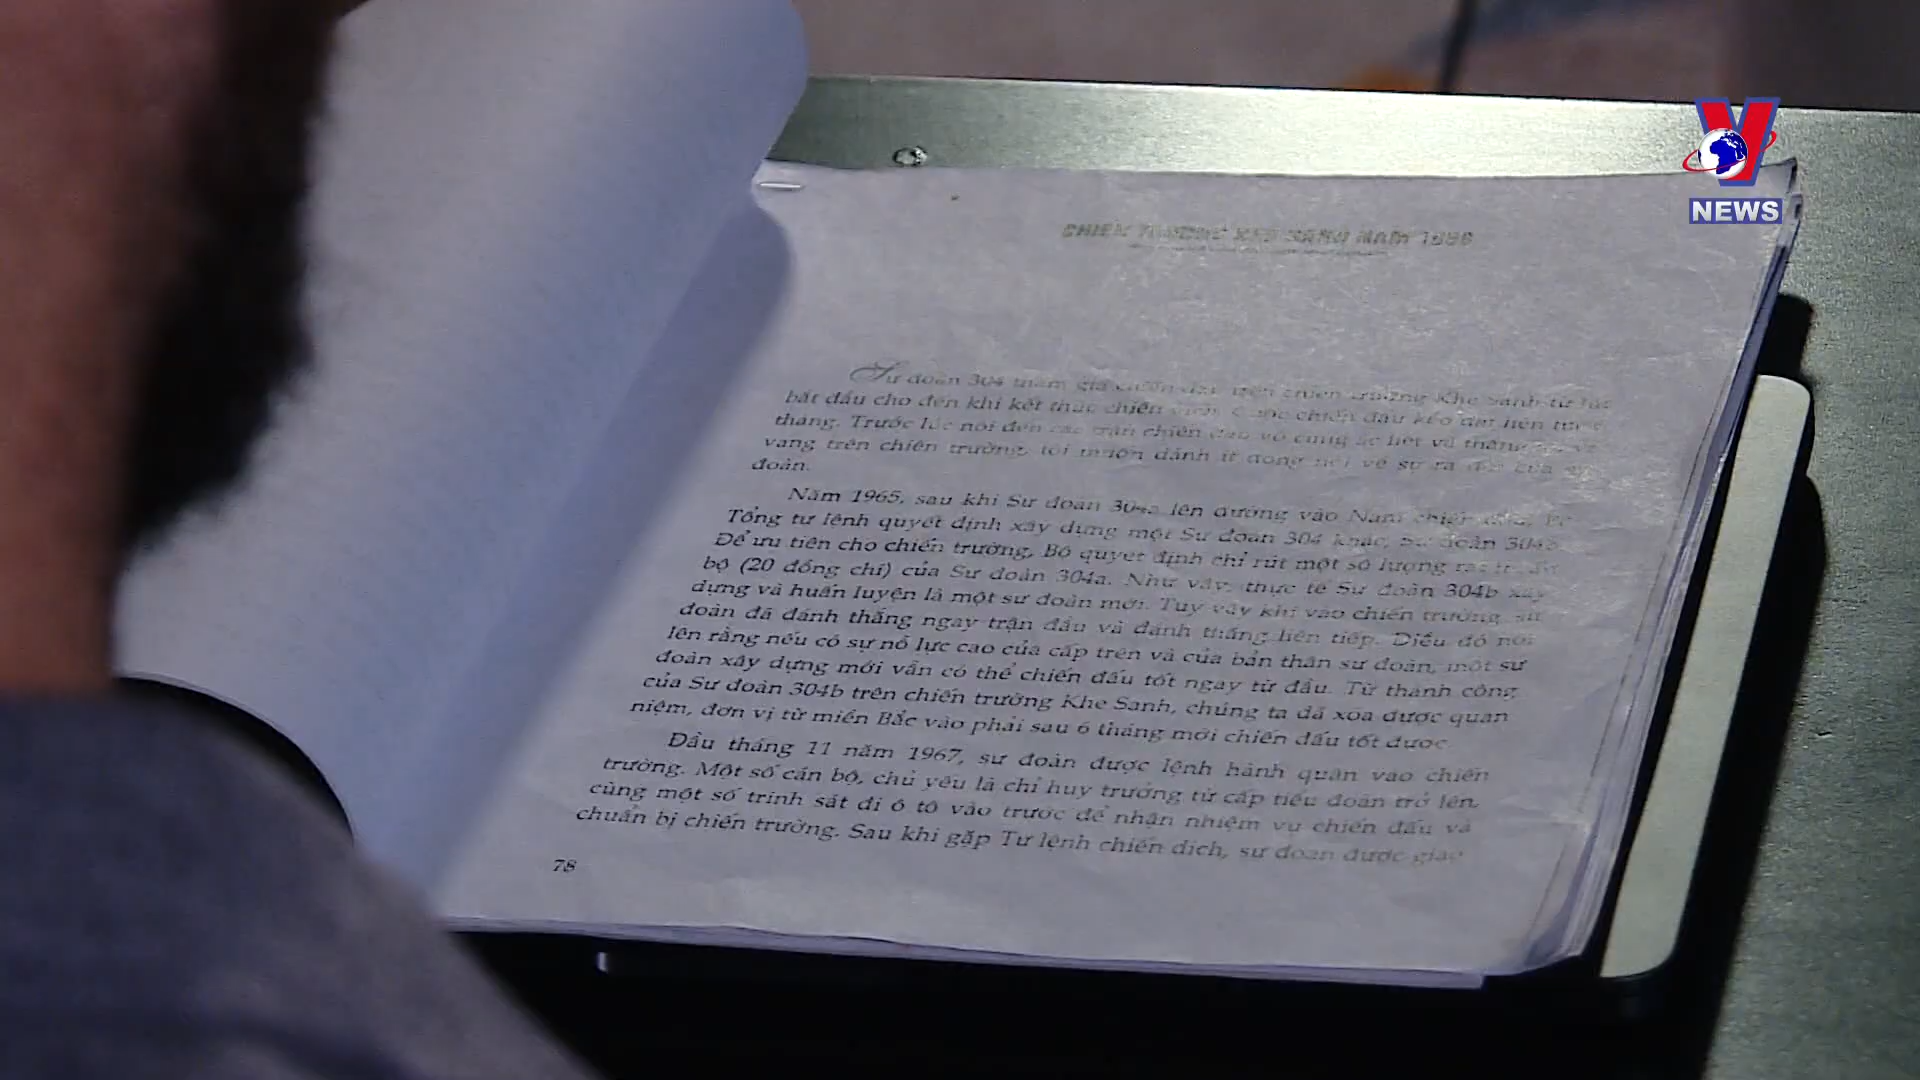 NEWS
CHIẾN TRƯỜNG KHE SANH NĂM 1968
Sư đoàn 304 tham gia chiến đấu trên chiến trường Khe Sanh từ lúc
bắt đầu cho đến khi kết thúc chiến dịch. Cuộc chiến đấu kéo dài liên tục
tháng. Trước lúc nói đến các trận chiến đấu vô cùng ác liệt và thắng
vang trên chiến trường, tôi muốn dành ít dòng nói về sự ra đời của sư
đoàn.
Năm 1965, sau khi Sư đoàn 304a lên đường vào Nam chiến đấu, Bộ
Tổng tư lệnh quyết định xây dựng một Sư đoàn 304 khác, Sư đoàn 304b.
Để ưu tiên cho chiến trường, Bộ quyết định chỉ rút một số lượng rất ít cán
bộ (20 đồng chí) của Sư đoàn 304a. Như vậy, thực tế Sư đoàn 304b xây
dựng và huấn luyện là một sư đoàn mới. Tuy vậy khi vào chiến trường, sư
đoàn đã đánh thắng ngay trận đầu và đánh thắng liên tiếp. Điều đó nói
lên rằng nếu có sự nỗ lực cao của cấp trên và của bản thân sư đoàn, một sư
đoàn xây dựng mới vẫn có thể chiến đấu tốt ngay từ đầu. Từ thành công
của Sư đoàn 304b trên chiến trường Khe Sanh, chúng ta đã xóa được quan
niệm, đơn vị từ miền Bắc vào phải sau 6 tháng mới chiến đấu tốt được.
Đầu tháng 11 năm 1967, sư đoàn được lệnh hành quân vào chiến
trường. Một số cán bộ, chủ yếu là chỉ huy trưởng từ cấp tiểu đoàn trở lên,
cùng một số trinh sát đi ô tô vào trước để nhận nhiệm vụ chiến đấu và
chuẩn bị chiến trường. Sau khi gặp Tư lệnh chiến dịch, sư đoàn được giao
78